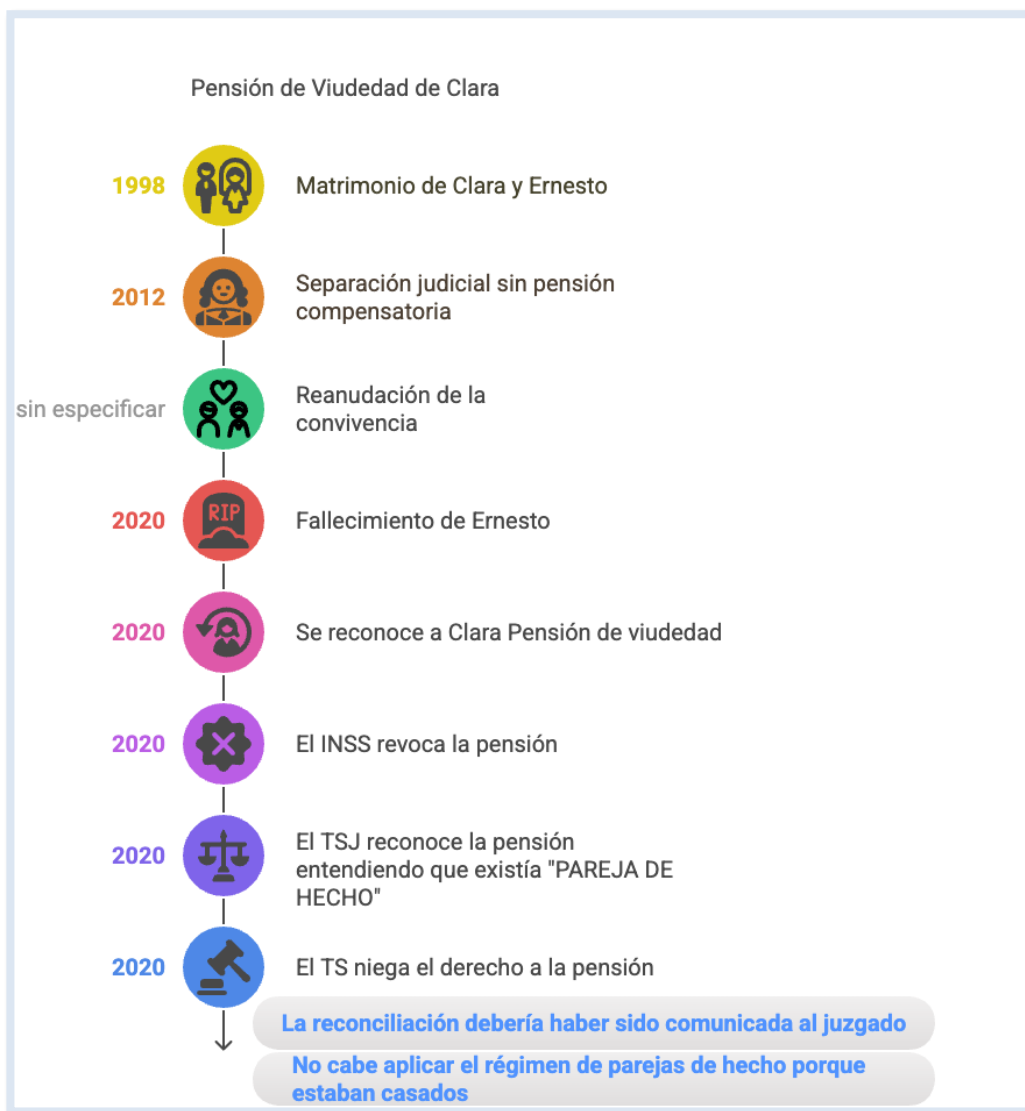 Pensión de Viudedad de Clara
1998
Matrimonio de Clara y Ernesto
2012
Separación judicial sin pensión
compensatoria
sin especificar
Reanudación de la
convivencia
2020
RIP
Fallecimiento de Ernesto
2020
Se reconoce a Clara Pensión de viudedad
2020
El INSS revoca la pensión
2020
El TSJ reconoce la pensión
entendiendo que existía "PAREJA DE
HECHO"
2020
El TS niega el derecho a la pensión
La reconciliación debería haber sido comunicada al juzgado
No cabe aplicar el régimen de parejas de hecho porque
estaban casados